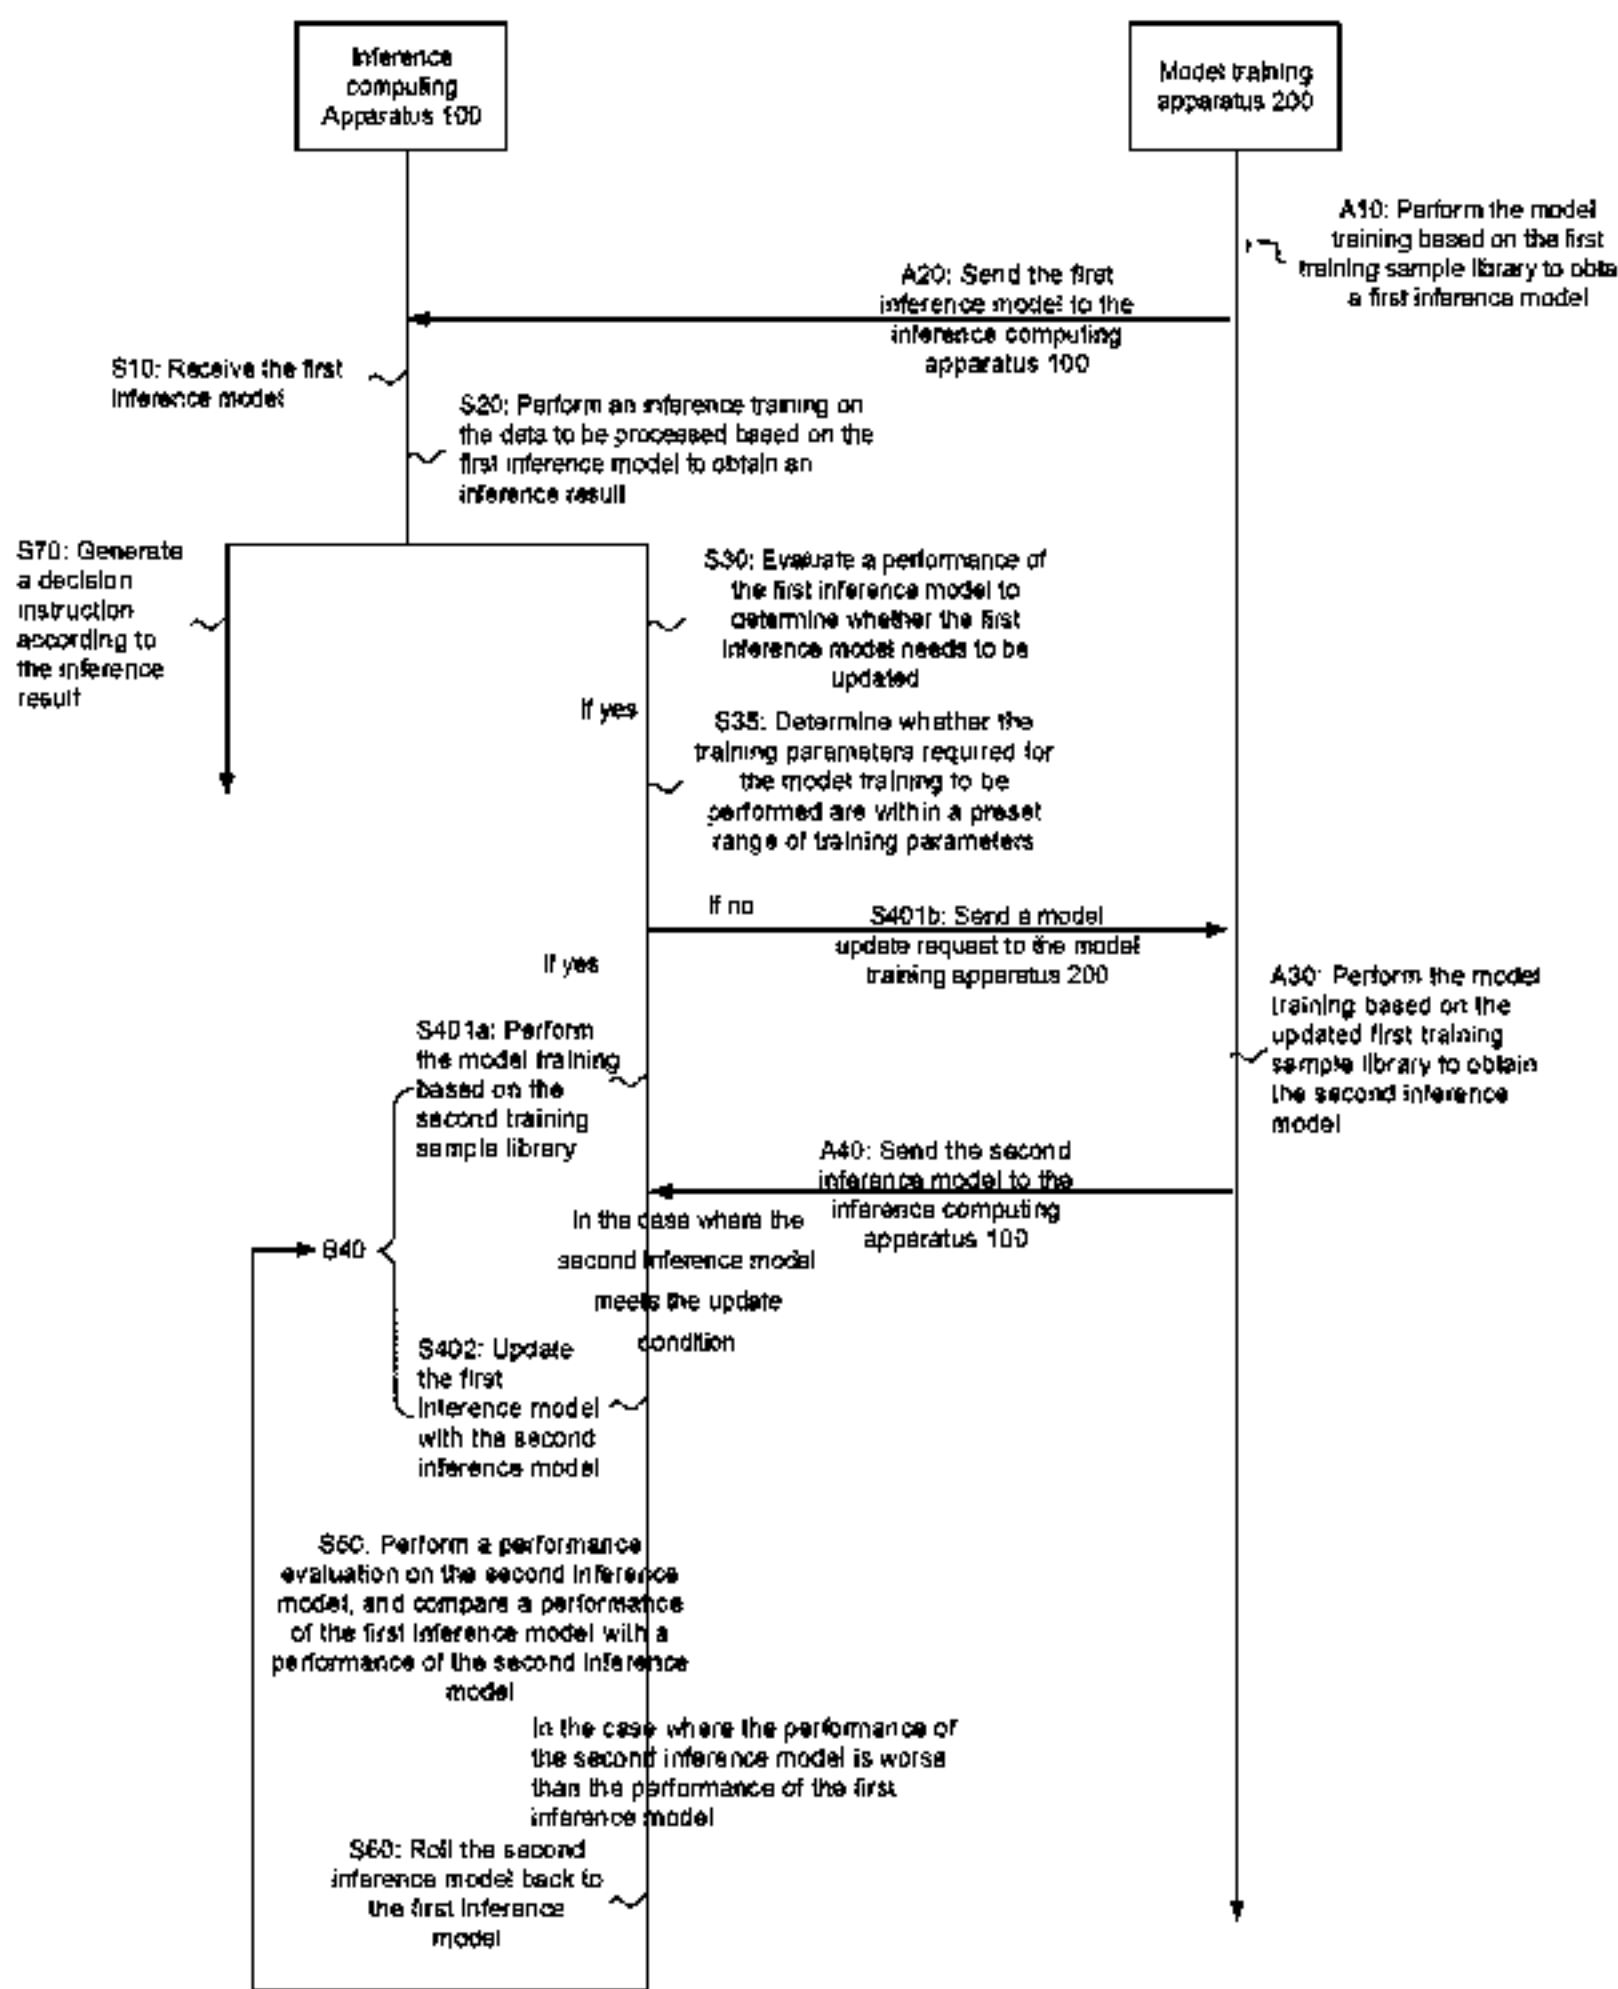 Inference
computing
Apparatus 100
Model training
apparatus 200
A10: Perform the model
training based on the first
training sample library to obta
a first inference model
A20: Send the first
inference model to the
inference computing
apparatus 100
S10: Receive the first
inference model
S20: Perform an inference training on
the data to be processed based on the
first inference model to obtain an
inference result
S70: Generate
a decision
instruction
according to
the inference
result
S30: Evaluate a performance of
the first inference model to
determine whether the first
inference model needs to be
updated
If yes
S35: Determine whether the
training parameters required for
the model training to be
performed are within a preset
range of training parameters
If no
S401b: Send a model
update request to the model
training apparatus 200
If yes
A30: Perform the model
training based on the
updated first training
sample library to obtain
the second inference
model
S401a: Perform
the model training
based on the
second training
sample library
A40: Send the second
inference model to the
inference computing
apparatus 100
In the case where the
second inference model
meets the update
condition
S40
S402: Update
the first
inference model
with the second
inference model
S50: Perform a performance
evaluation on the second inference
model, and compare a performance
of the first inference model with a
performance of the second inference
model
In the case where the performance of
the second inference model is worse
than the performance of the first
inference model
S60: Roll the second
inference model back to
the first inference
model